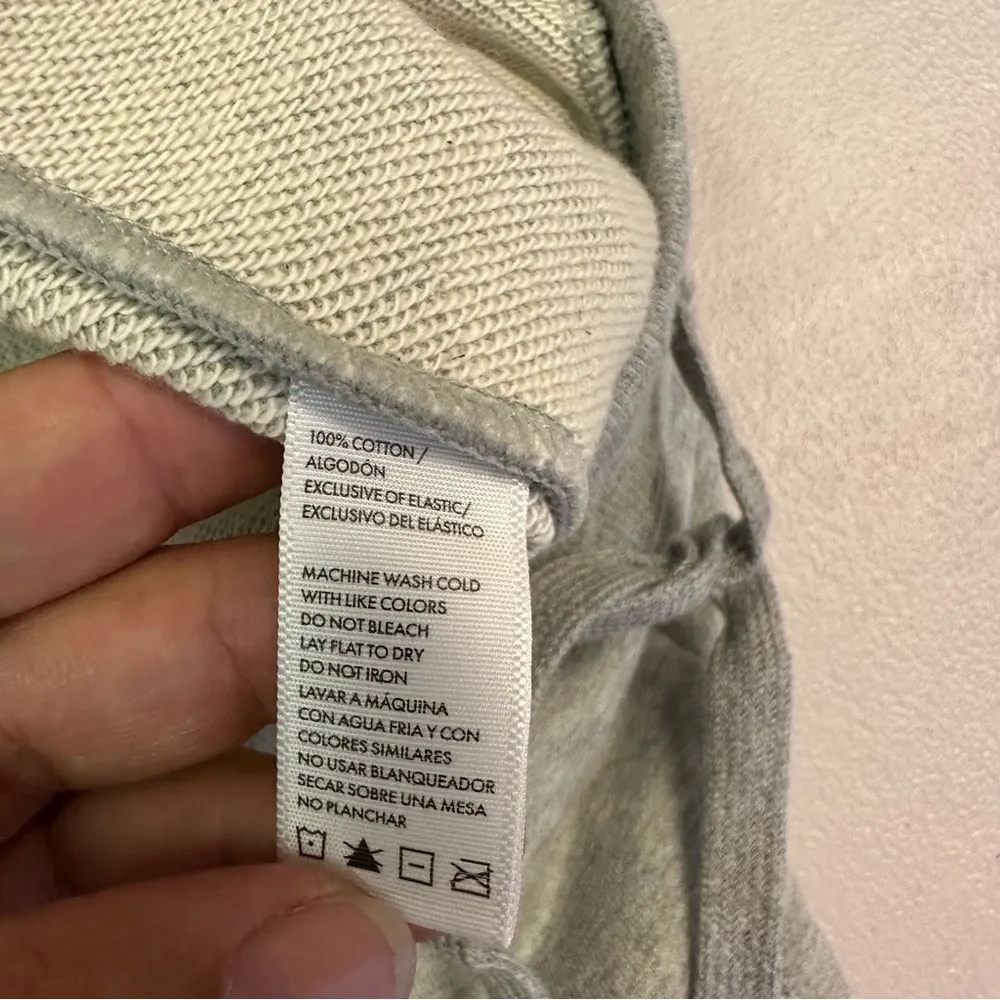 100% COTTON /
ALGODÓN
EXCLUSIVE OF ELASTIC/
EXCLUSIVO DEL ELÁSTICO
MACHINE WASH COLD
WITH LIKE COLORS
DO NOT BLEACH
LAY FLAT TO DRY
DO NOT IRON
LAVAR A MÁQUINA
CON AGUA FRIA Y CON
COLORES SIMILARES
NO USAR BLANQUEADOR
SECAR SOBRE UNA MESA
NO PLANCHAR